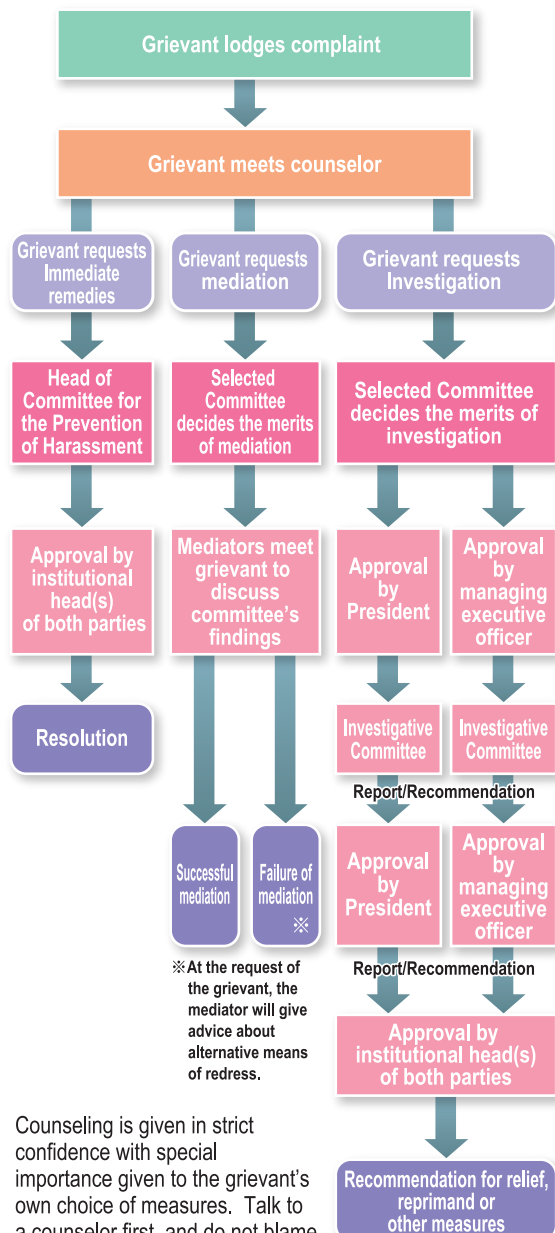 Grievant lodges complaint
Grievant meets counselor
Grievant requests
Immediate
remedies
Grievant requests
mediation
Grievant requests
Investigation
Head of
Committee for
the Prevention
of Harassment
Selected
Committee
decides the merits
of mediation
Selected Committee
decides the merits of
investigation
Approval by
institutional
head(s)
of both parties
Mediators meet
grievant to
discuss
committee's
findings
Approval
by
President
Approval
by
managing
executive
officer
Resolution
Investigative
Committee
Investigative
Committee
Report/Recommendation
Successful
mediation
Failure of
mediation
※
Approval
by
President
Approval
by
managing
executive
officer
※At the request of
the grievant, the
mediator will give
advice about
alternative means
of redress.
Report/Recommendation
Approval by
institutional head(s)
of both parties
Counseling is given in strict
confidence with special
importance given to the grievant's
own choice of measures. Talk to
a counselor first, and do not blame
Recommendation for relief,
reprimand or
other measures